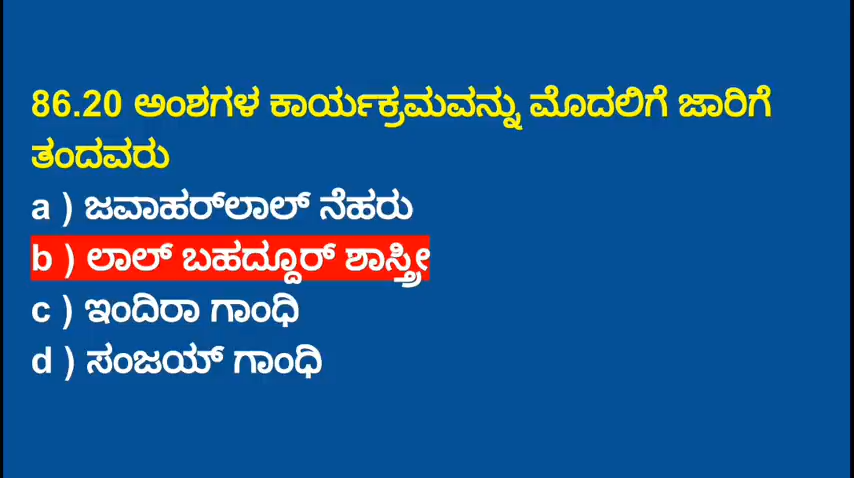 86.20 ಅಂಶಗಳ ಕಾರ್ಯಕ್ರಮವನ್ನು ಮೊದಲಿಗೆ ಜಾರಿಗೆ
ತಂದವರು
a ) ಜವಾಹರ್‌ಲಾಲ್ ನೆಹರು
b ) ಲಾಲ್ ಬಹದ್ದೂರ್ ಶಾಸ್ತ್ರೀ
c ) ಇಂದಿರಾ ಗಾಂಧಿ
d ) ಸಂಜಯ್ ಗಾಂಧಿ